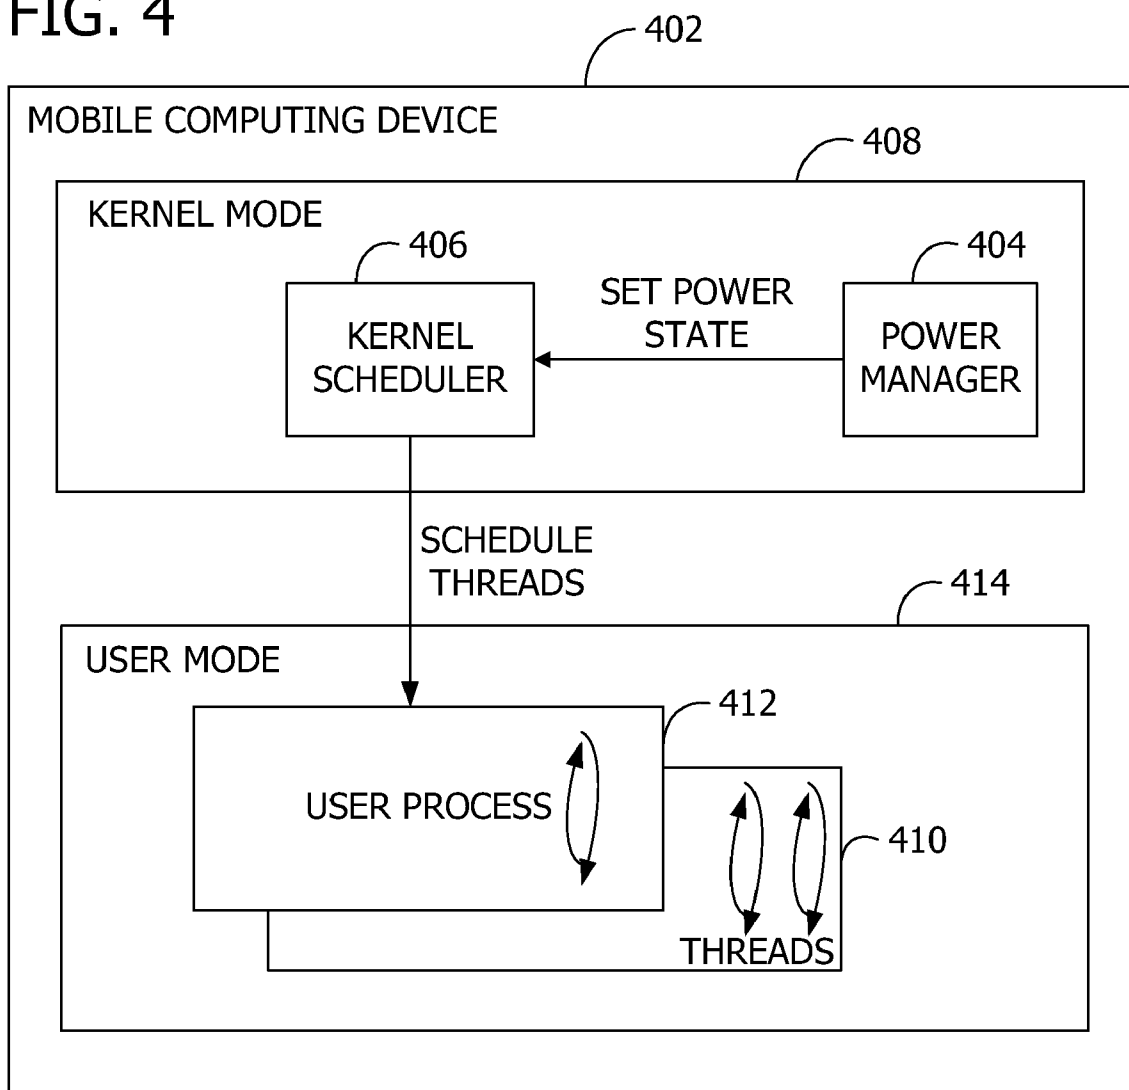 FIG. 4
402
MOBILE COMPUTING DEVICE
408
KERNEL MODE
406
404
SET POWER
STATE
KERNEL
SCHEDULER
POWER
MANAGER
SCHEDULE
THREADS
414
USER MODE
412
USER PROCESS
410
THREADS